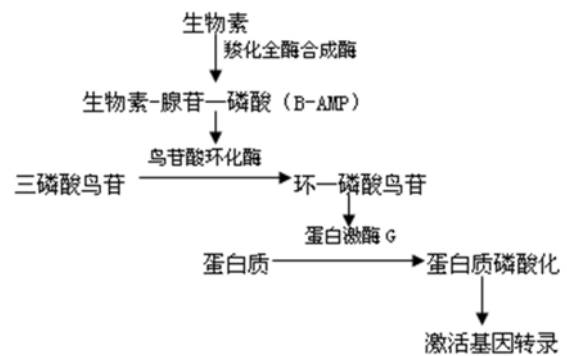 生物素
羧化全酶合成酶
生物素-腺苷一磷酸（B-AMP）
鸟苷酸环化酶
三磷酸鸟苷
环一磷酸鸟苷
蛋白激酶 G
蛋白质
蛋白质磷酸化
激活基因转录